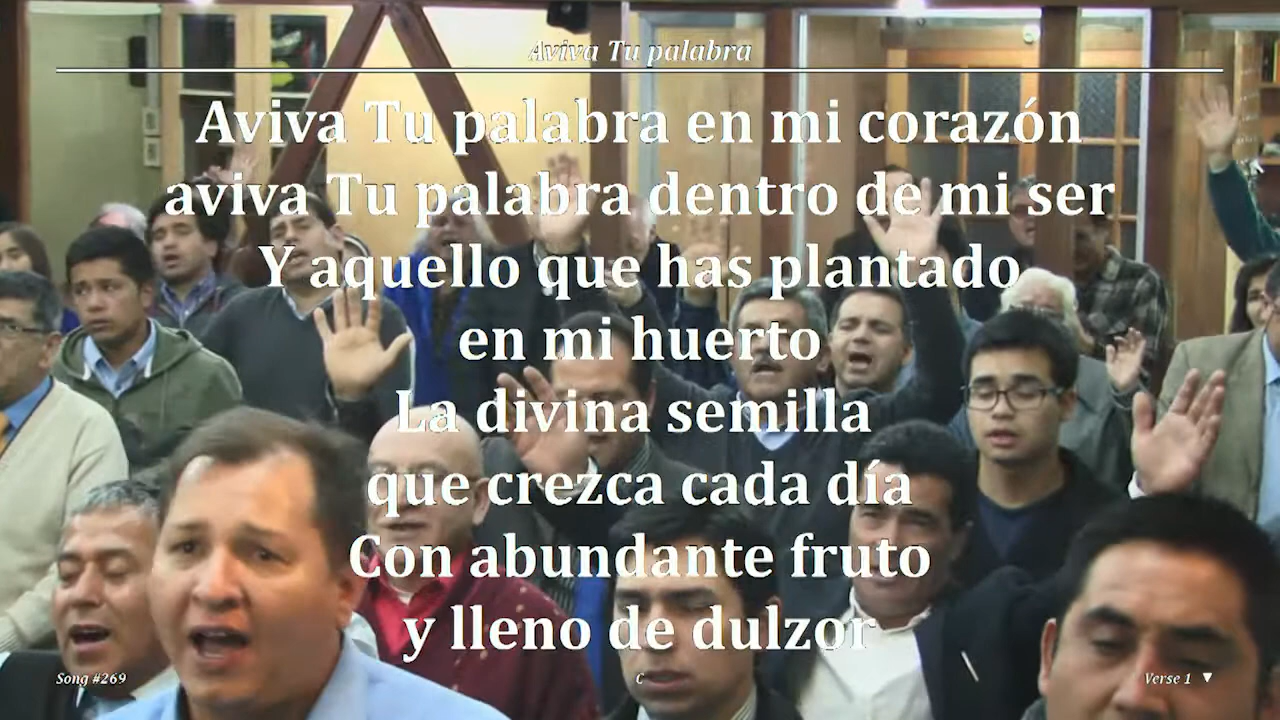 Aviva Tu palabra
Aviva Tu palabra en mi corazón
aviva Tu palabra dentro de mi ser
Y aquello que has plantado
en mi huerto
La divina semilla
que crezca cada día
Con abundante fruto
y lleno de dulzor
Song #269
C
Verse 1 ▼